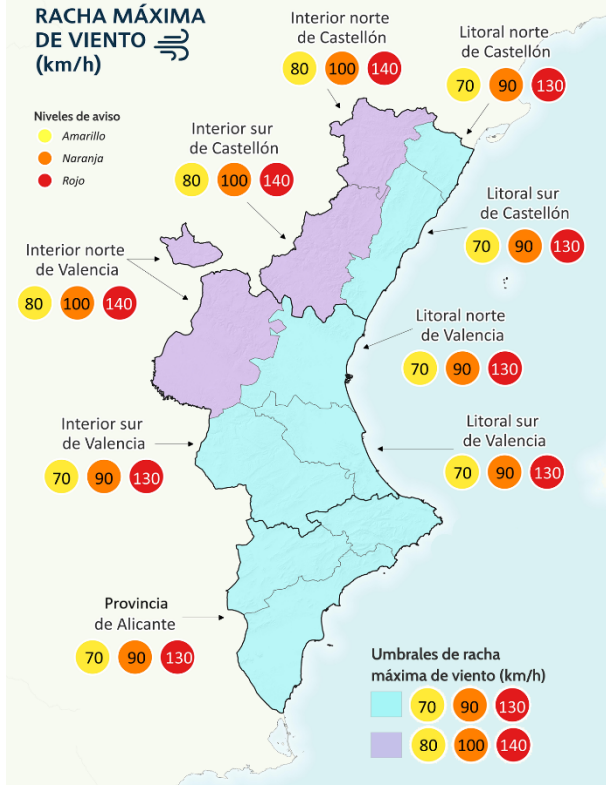 RACHA MÁXIMA
DE VIENTO
(km/h)
Niveles de aviso
Amarillo
Naranja
Rojo
Interior norte
de Castellón
80 100 140
Litoral norte
de Castellón
70 90 130
Interior sur
de Castellón
80 100 140
Litoral sur
de Castellón
70 90 130
Interior norte
de Valencia
80 100 140
Litoral norte
de Valencia
70 90 130
Interior sur
de Valencia
70 90 130
Litoral sur
de Valencia
70 90 130
Provincia
de Alicante
70 90 130
Umbrales de racha
máxima de viento (km/h)
70 90 130
80 100 140